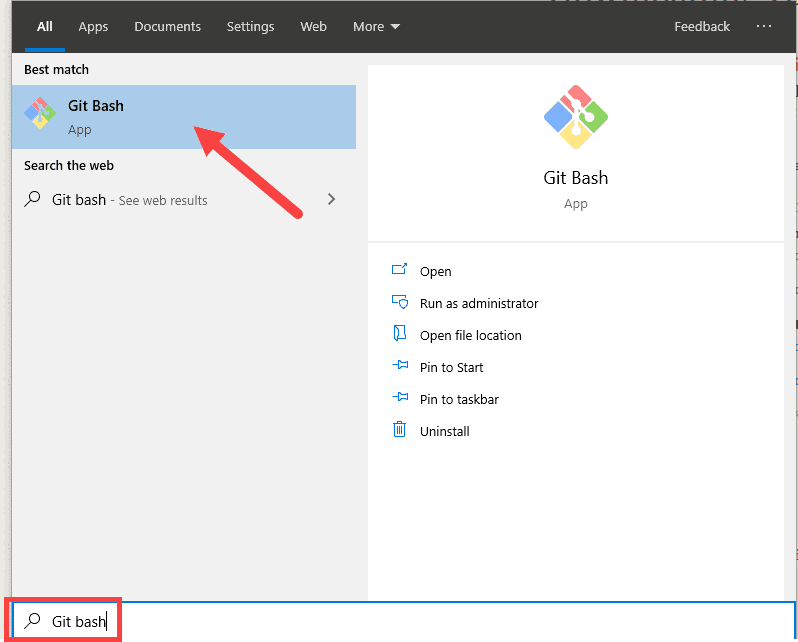 All Apps Documents Settings Web More Feedback ...
Best match
Git Bash
App
Search the web
Git bash - See web results
Git Bash
App
Open
Run as administrator
Open file location
Pin to Start
Pin to taskbar
Uninstall
Git bash